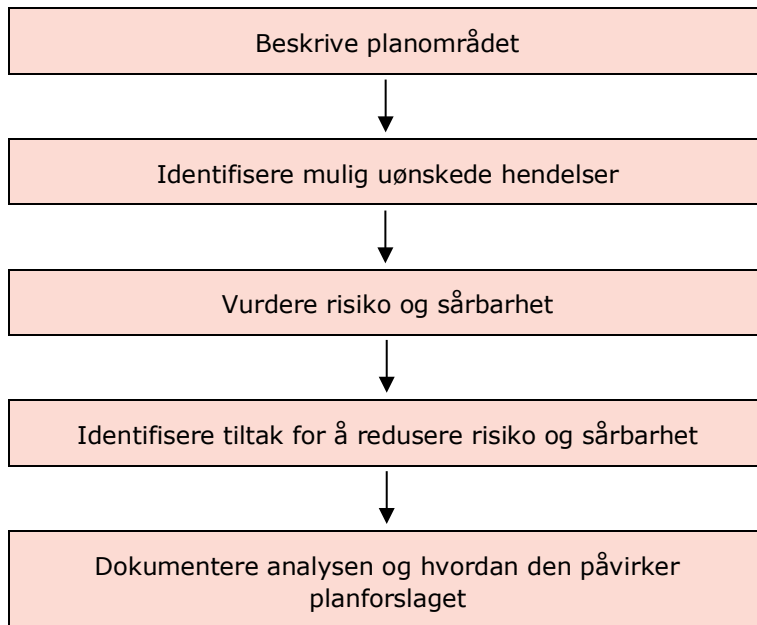 Beskrive planområdet
Identifisere mulig uønskede hendelser
Vurdere risiko og sårbarhet
Identifisere tiltak for å redusere risiko og sårbarhet
Dokumentere analysen og hvordan den påvirker
planforslaget